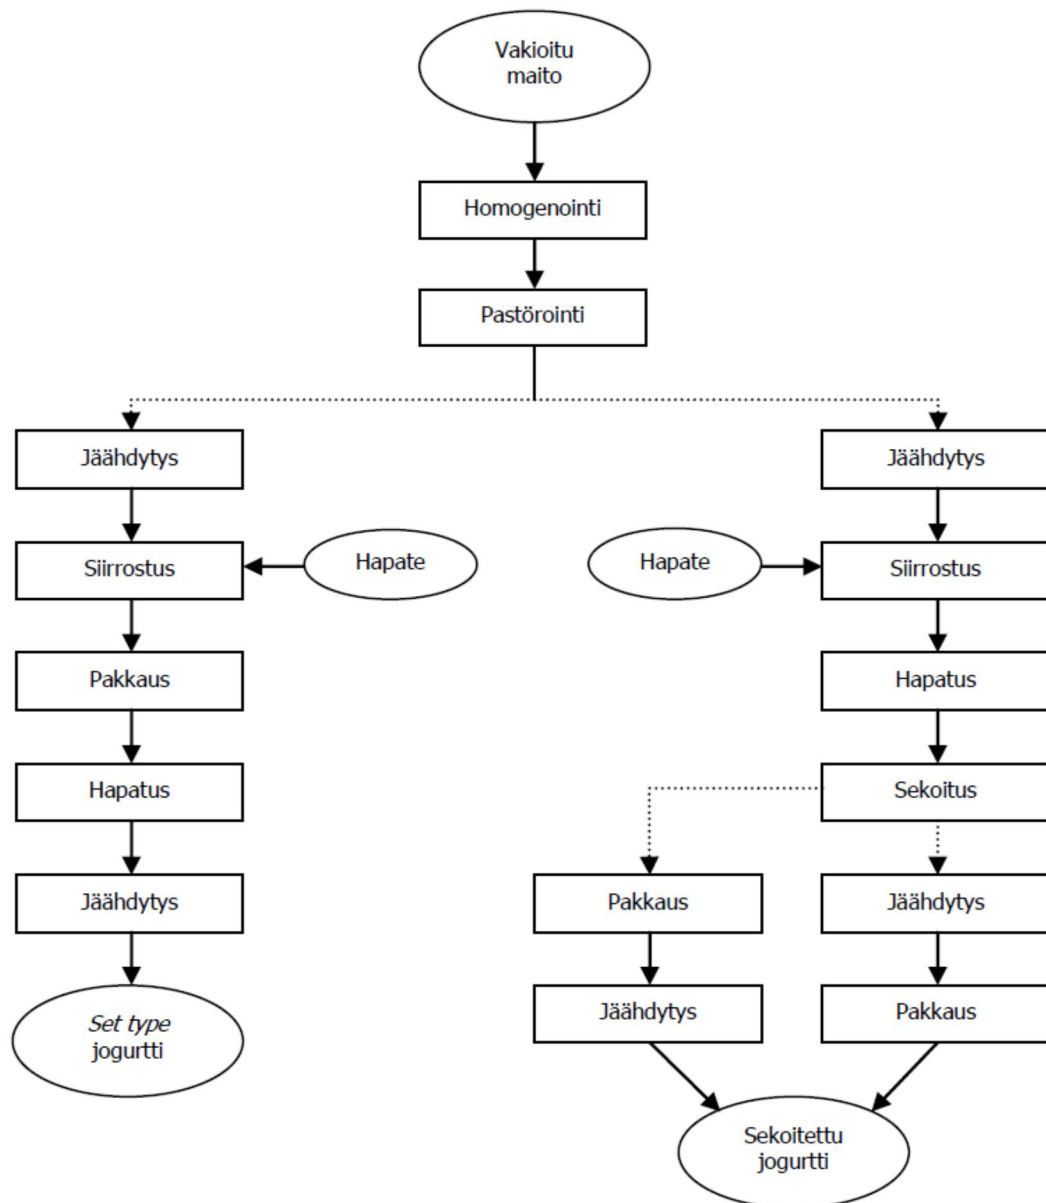 Vakioitu
maito
Homogenointi
Pastörointi
Jäähdytys
Jäähdytys
Siirrostus
Hapate
Hapate
Siirrostus
Pakkaus
Hapatus
Hapatus
Sekoitus
Jäähdytys
Pakkaus
Jäähdytys
Set type
jogurtti
Jäähdytys
Pakkaus
Sekoitettu
jogurtti